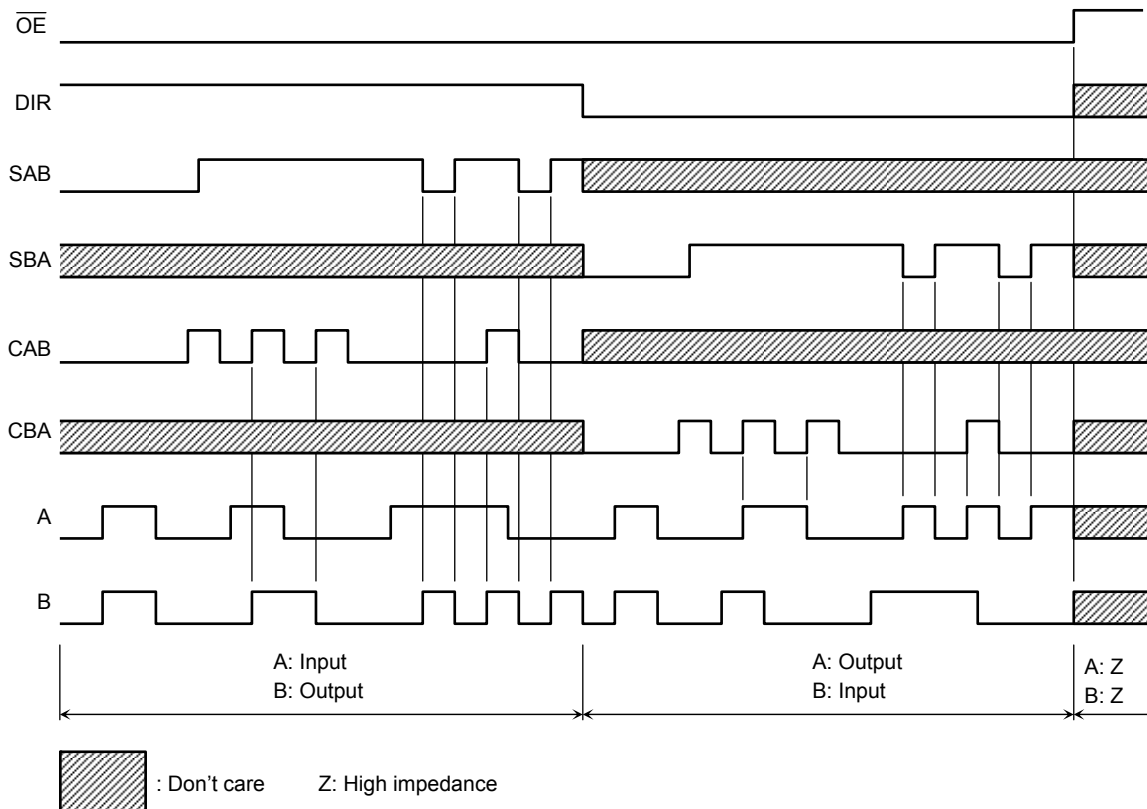 OE
DIR
SAB
SBA
CAB
CBA
A
B
A: Input
B: Output
A: Output
B: Input
A: Z
B: Z
: Don’t care
Z: High impedance